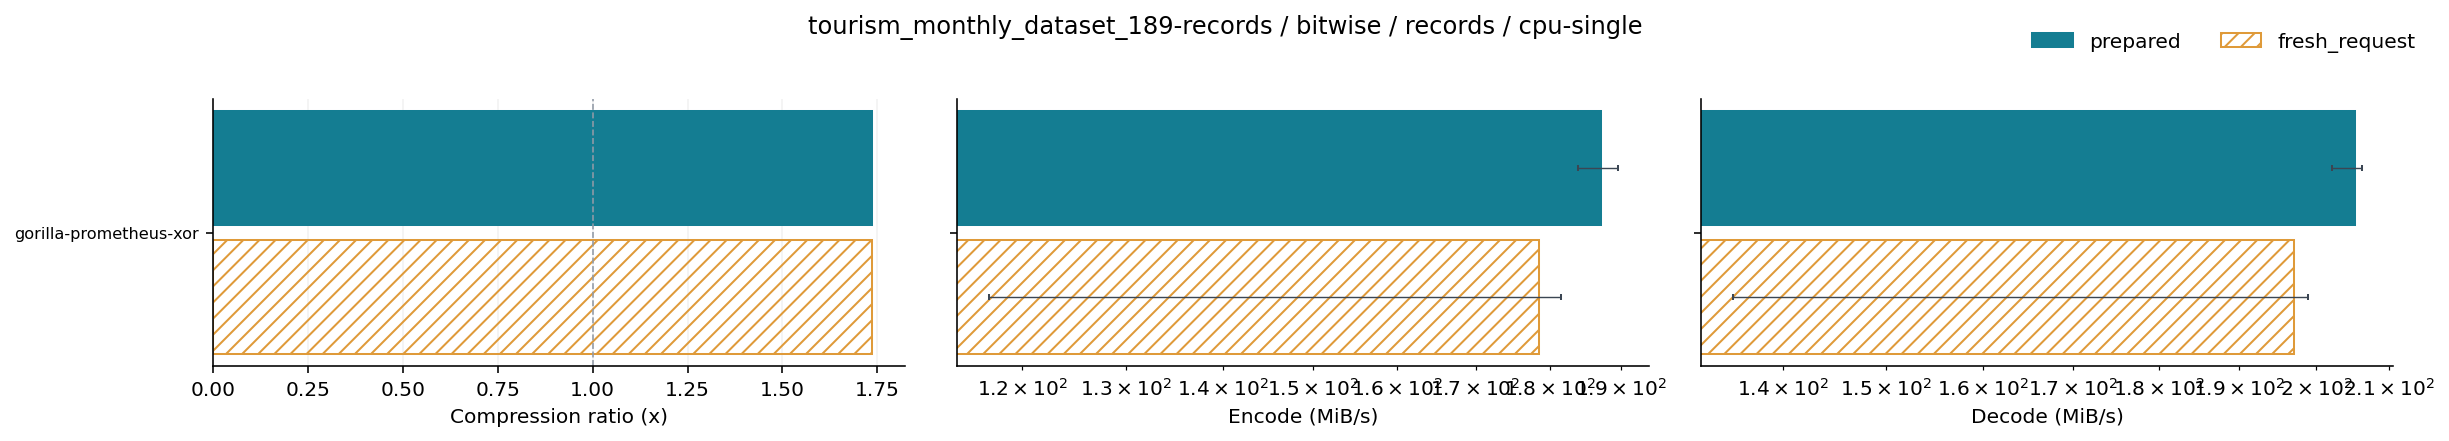 tourism_monthly_dataset_189-records / bitwise / records / cpu-single
prepared
fresh_request
gorilla-prometheus-xor
0.00 0.25 0.50 0.75 1.00 1.25 1.50 1.75
Compression ratio (x)
1.2 × 10² 1.3 × 10² 1.4 × 10² 1.5 × 10² 1.6 × 10² 1.7 × 10² 1.8 × 10² 1.9 × 10²
Encode (MiB/s)
1.4 × 10² 1.5 × 10² 1.6 × 10² 1.7 × 10² 1.8 × 10² 1.9 × 10² 2 × 10² 2.1 × 10²
Decode (MiB/s)